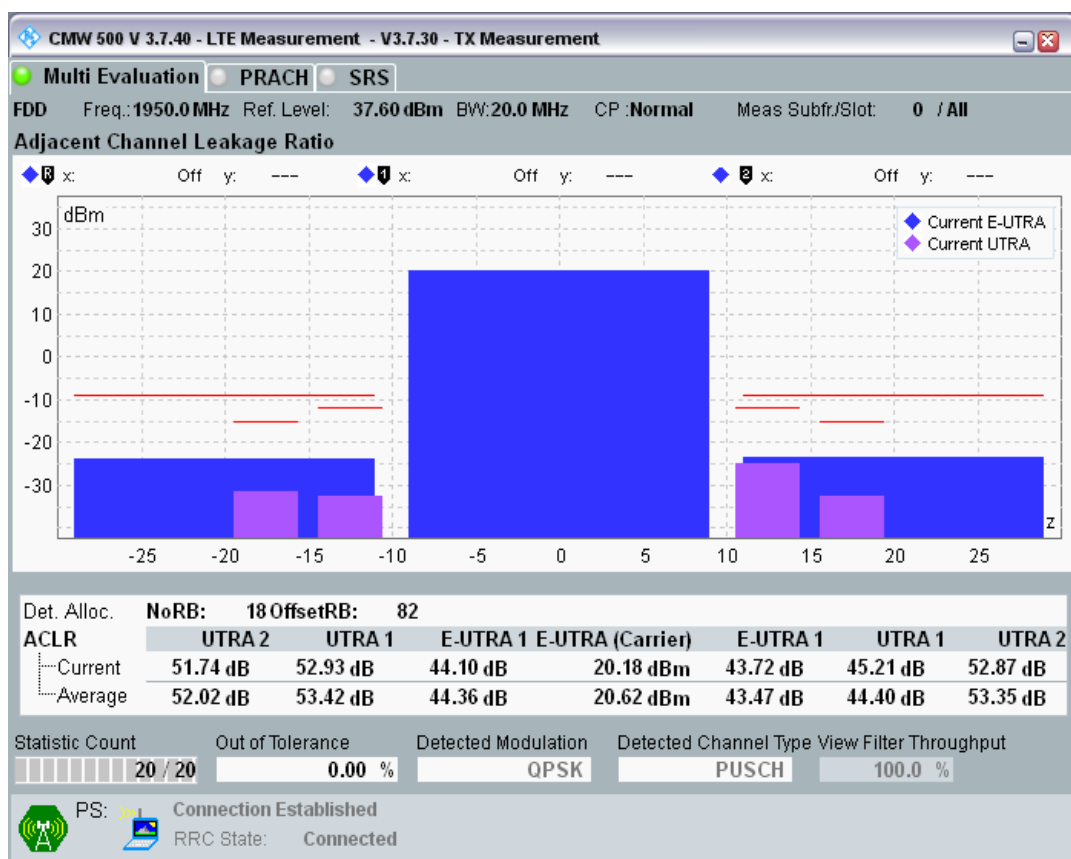 CMW 500 V 3.7.40 - LTE Measurement - V3.7.30 - TX Measurement
Multi Evaluation PRACH SRS
FDD Freq.: 1950.0 MHz Ref. Level: 37.60 dBm BW: 20.0 MHz CP : Normal Meas Subfr./Slot: 0 / All
Adjacent Channel Leakage Ratio
R x: Off y: --- 1 x: Off y: --- 2 x: Off y: ---
dBm
Current E-UTRA
Current UTRA
30
20
10
0
-10
-20
-30
z
-25 -20 -15 -10 -5 0 5 10 15 20 25
Det. Alloc. NoRB: 18 OffsetRB: 82
ACLR UTRA 2 UTRA 1 E-UTRA 1 E-UTRA (Carrier) E-UTRA 1 UTRA 1 UTRA 2
Current 51.74 dB 52.93 dB 44.10 dB 20.18 dBm 43.72 dB 45.21 dB 52.87 dB
Average 52.02 dB 53.42 dB 44.36 dB 20.62 dBm 43.47 dB 44.40 dB 53.35 dB
Statistic Count Out of Tolerance Detected Modulation Detected Channel Type View Filter Throughput
20 / 20 0.00 % QPSK PUSCH 100.0 %
PS: Connection Established
RRC State: Connected